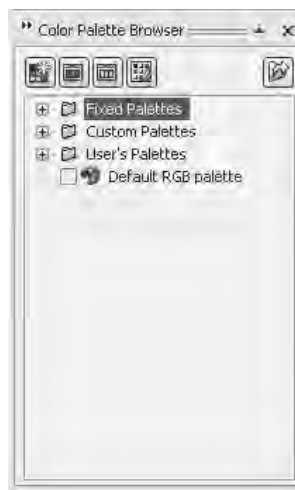 Color Palette Browser
Fixed Palettes
Custom Palettes
User's Palettes
Default RGB palette